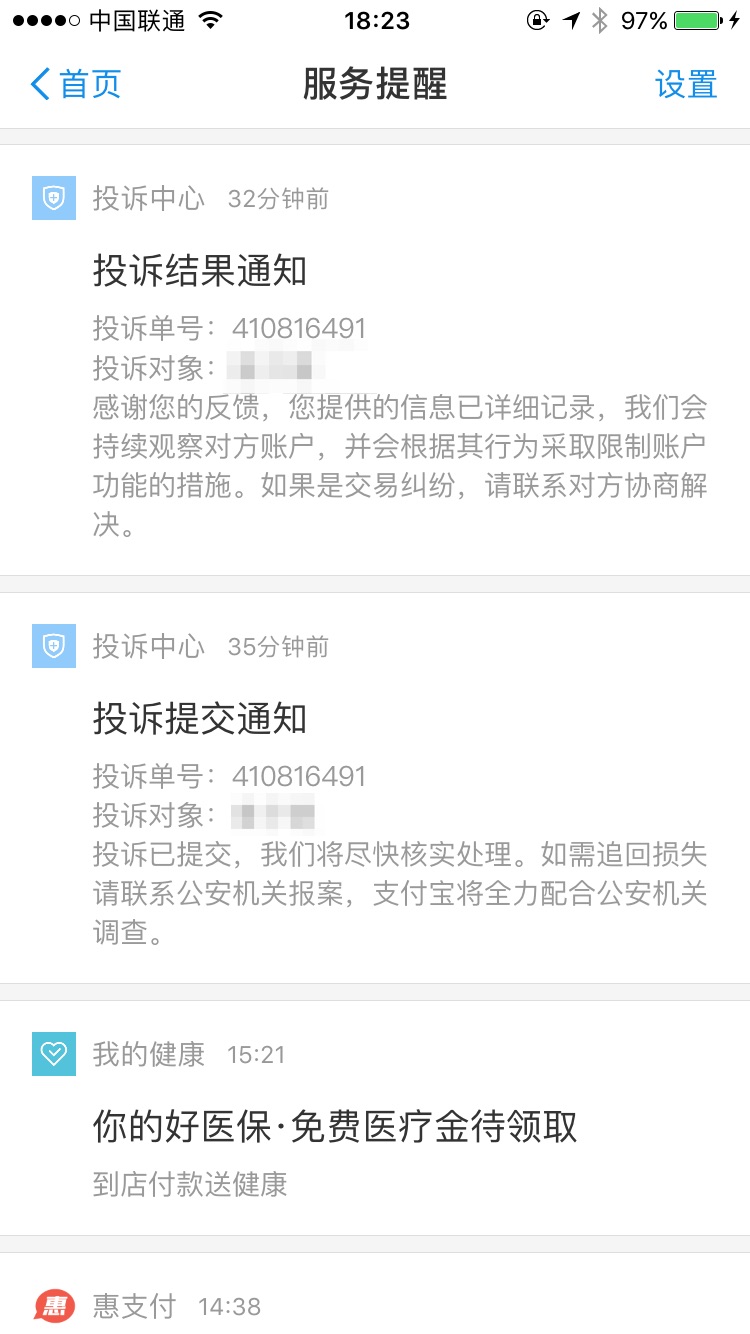 中国联通 18:23 97%
首页 服务提醒 设置
投诉中心 32分钟前
投诉结果通知
投诉单号：410816491
投诉对象：
感谢您的反馈，您提供的信息已详细记录，我们会
持续观察对方账户，并会根据其行为采取限制账户
功能的措施。如果是交易纠纷，请联系对方协商解
决。
投诉中心 35分钟前
投诉提交通知
投诉单号：410816491
投诉对象：
投诉已提交，我们将尽快核实处理。如需追回损失
请联系公安机关报案，支付宝将全力配合公安机关
调查。
我的健康 15:21
你的好医保·免费医疗金待领取
到店付款送健康
惠 惠支付 14:38